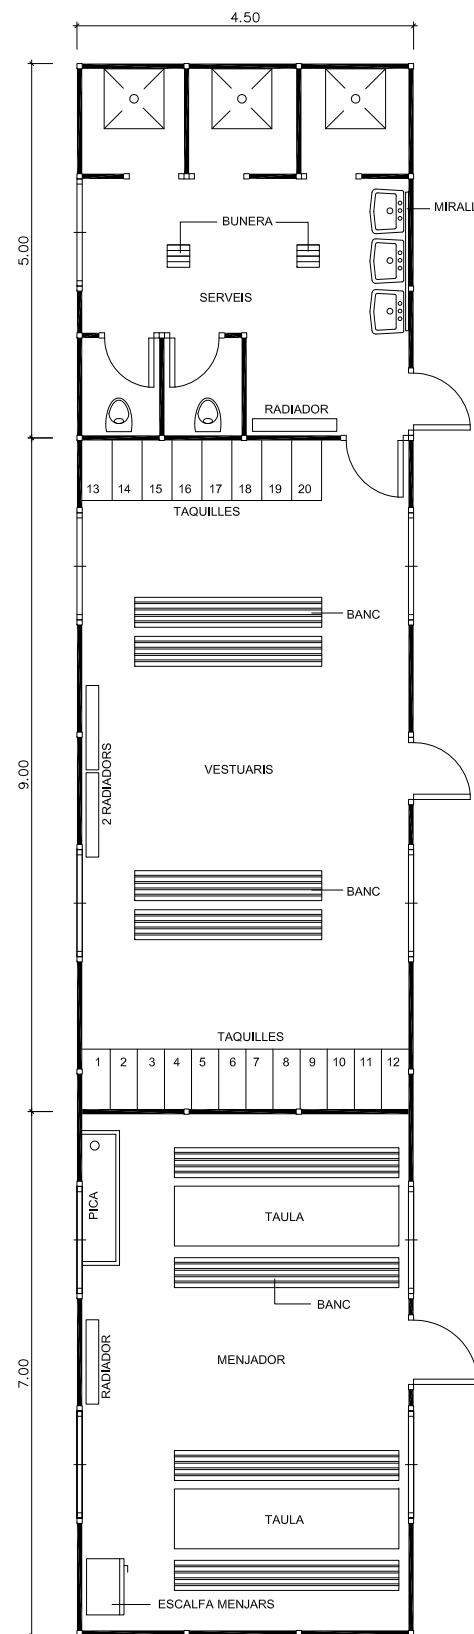 4.50
5.00
MIRALL
BUNERA
SERVEIS
RADIADOR
13 14 15 16 17 18 19 20
TAQUILLES
BANC
9.00
2 RADIADORS
VESTUARIS
BANC
TAQUILLES
1 2 3 4 5 6 7 8 9 10 11 12
PICA
TAULA
BANC
7.00
RADIADOR
MENJADOR
TAULA
ESCALFA MENJARS